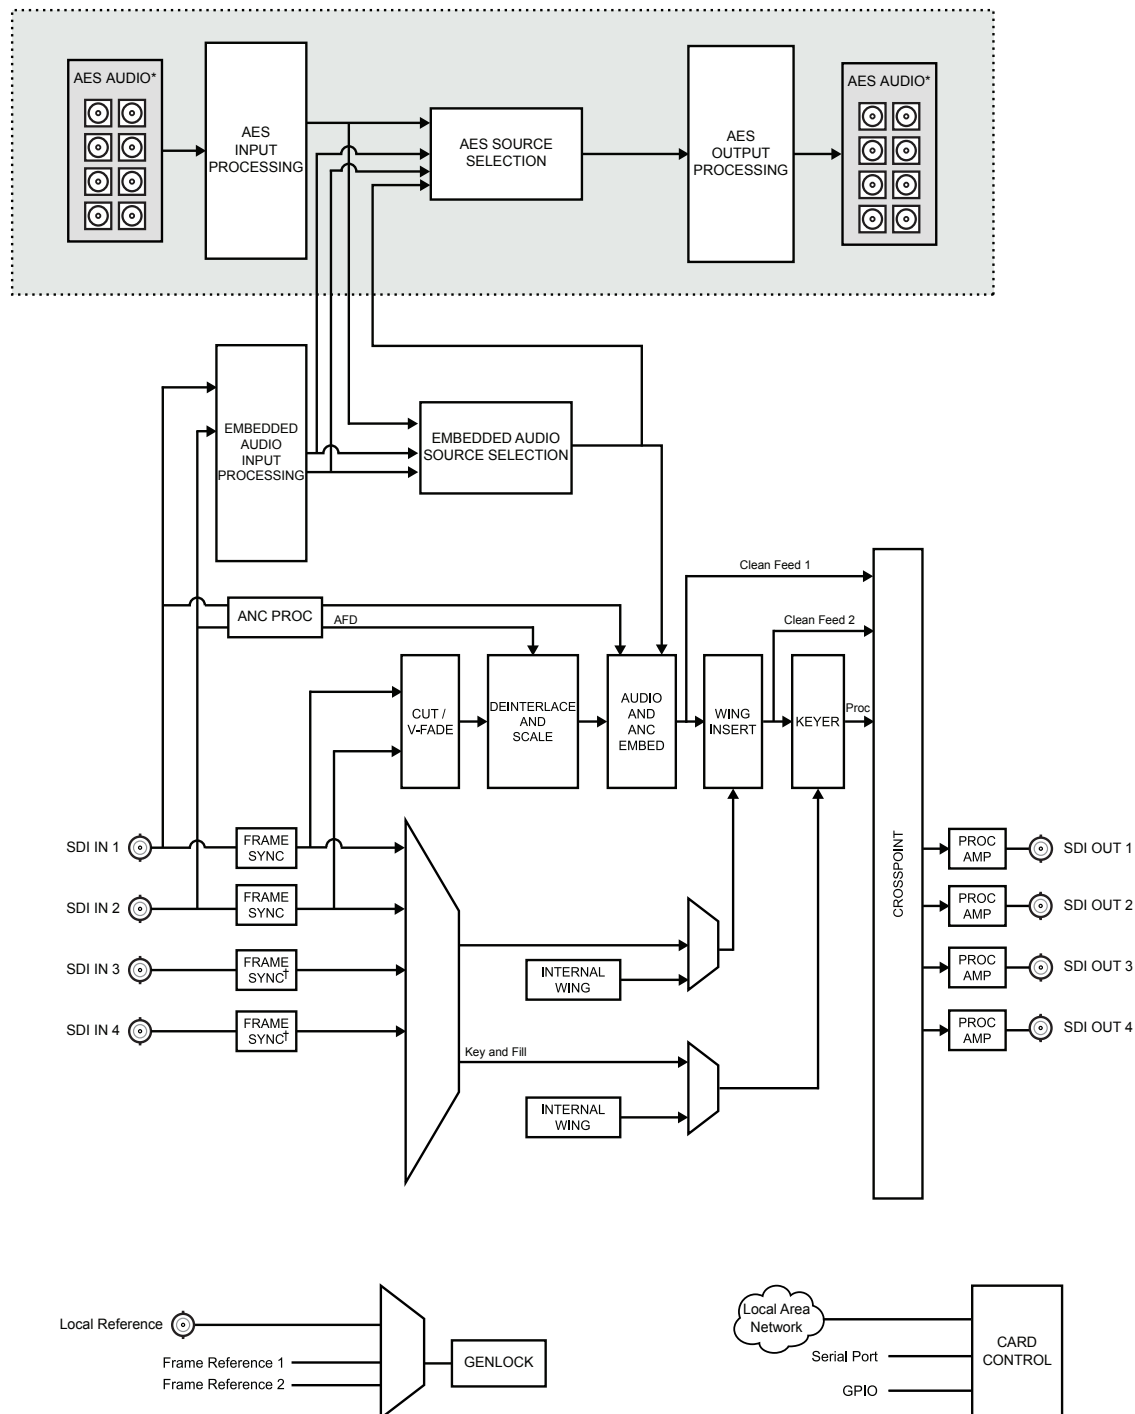 AES AUDIO*
AES
INPUT
PROCESSING
AES SOURCE
SELECTION
AES
OUTPUT
PROCESSING
AES AUDIO*
EMBEDDED
AUDIO
INPUT
PROCESSING
EMBEDDED AUDIO
SOURCE SELECTION
Clean Feed 1
ANC PROC
AFD
Clean Feed 2
CUT /
V-FADE
DEINTERLACE
AND
SCALE
AUDIO
AND
ANC
EMBED
WING
INSERT
KEYER
Proc
CROSSPOINT
SDI IN 1
FRAME
SYNC
PROC
AMP
SDI OUT 1
SDI IN 2
FRAME
SYNC
PROC
AMP
SDI OUT 2
SDI IN 3
FRAME
SYNC†
INTERNAL
WING
PROC
AMP
SDI OUT 3
SDI IN 4
FRAME
SYNC†
PROC
AMP
SDI OUT 4
Key and Fill
INTERNAL
WING
Local Reference
Frame Reference 1
Frame Reference 2
GENLOCK
Local Area
Network
Serial Port
GPIO
CARD
CONTROL